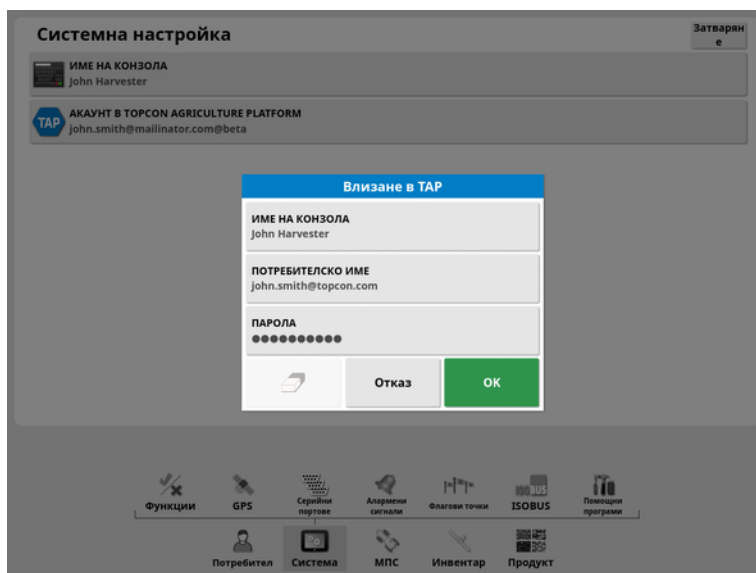 Системна настройка
Затварян
е
ИМЕ НА КОНЗОЛА
John Harvester
TAP
АКАУНТ В TOPCON AGRICULTURE PLATFORM
john.smith@mailinator.com@beta
Влизане в TAP
ИМЕ НА КОНЗОЛА
John Harvester
ПОТРЕБИТЕЛСКО ИМЕ
john.smith@topcon.com
ПАРОЛА
●●●●●●●●●●
Отказ
OK
Функции
GPS
Серийни
портове
Алармени
сигнали
Флагови точки
ISOBUS
ISOBUS
Помощни
програми
Потребител
Система
МПС
Инвентар
Продукт